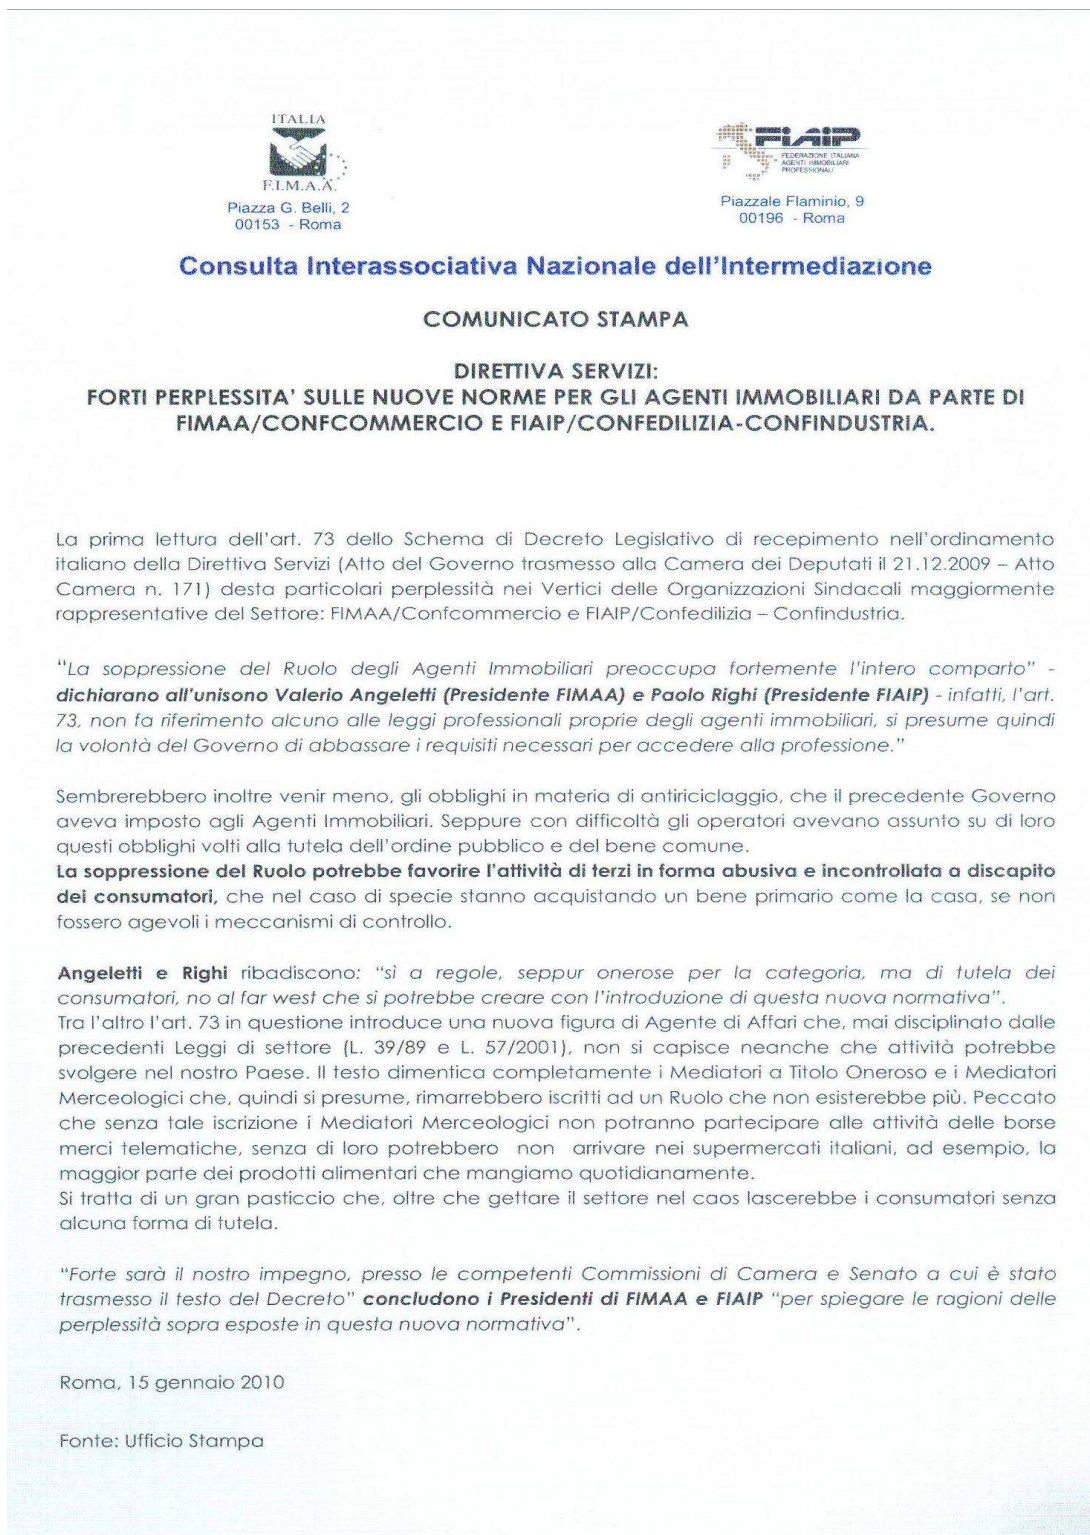 ITALIA
F.I.M.A.A.
Piazza G. Belli, 2
00153 - Roma
FIAIP
FEDERAZIONE ITALIANA
AGENTI IMMOBILIARI
PROFESSIONALI
Piazzale Flaminio, 9
00196 - Roma
Consulta Interassociativa Nazionale dell'Intermediazione
COMUNICATO STAMPA
DIRETTIVA SERVIZI:
FORTI PERPLESSITA' SULLE NUOVE NORME PER GLI AGENTI IMMOBILIARI DA PARTE DI
FIMAA/CONFCOMMERCIO E FIAIP/CONFEDILIZIA-CONFINDUSTRIA.
La prima lettura dell'art. 73 dello Schema di Decreto Legislativo di recepimento nell'ordinamento
italiano della Direttiva Servizi (Atto del Governo trasmesso alla Camera dei Deputati il 21.12.2009 – Atto
Camera n. 171) desta particolari perplessità nei Vertici delle Organizzazioni Sindacali maggiormente
rappresentative del Settore: FIMAA/Confcommercio e FIAIP/Confedilizia – Confindustria.
"La soppressione del Ruolo degli Agenti Immobiliari preoccupa fortemente l'intero comparto" -
dichiarano all'unisono Valerio Angeletti (Presidente FIMAA) e Paolo Righi (Presidente FIAIP) - infatti, l'art.
73, non fa riferimento alcuno alle leggi professionali proprie degli agenti immobiliari, si presume quindi
la volontà del Governo di abbassare i requisiti necessari per accedere alla professione."
Sembrerebbero inoltre venir meno, gli obblighi in materia di antiriciclaggio, che il precedente Governo
aveva imposto agli Agenti Immobiliari. Seppure con difficoltà gli operatori avevano assunto su di loro
questi obblighi volti alla tutela dell'ordine pubblico e del bene comune.
La soppressione del Ruolo potrebbe favorire l'attività di terzi in forma abusiva e incontrollata a discapito
dei consumatori, che nel caso di specie stanno acquistando un bene primario come la casa, se non
fossero agevoli i meccanismi di controllo.
Angeletti e Righi ribadiscono: "sì a regole, seppur onerose per la categoria, ma di tutela dei
consumatori, no al far west che si potrebbe creare con l'introduzione di questa nuova normativa".
Tra l'altro l'art. 73 in questione introduce una nuova figura di Agente di Affari che, mai disciplinato dalle
precedenti Leggi di settore (L. 39/89 e L. 57/2001), non si capisce neanche che attività potrebbe
svolgere nel nostro Paese. Il testo dimentica completamente i Mediatori a Titolo Oneroso e i Mediatori
Merceologici che, quindi si presume, rimarrebbero iscritti ad un Ruolo che non esisterebbe più. Peccato
che senza tale iscrizione i Mediatori Merceologici non potranno partecipare alle attività delle borse
merci telematiche, senza di loro potrebbero non arrivare nei supermercati italiani, ad esempio, la
maggior parte dei prodotti alimentari che mangiamo quotidianamente.
Si tratta di un gran pasticcio che, oltre che gettare il settore nel caos lascerebbe i consumatori senza
alcuna forma di tutela.
"Forte sarà il nostro impegno, presso le competenti Commissioni di Camera e Senato a cui è stato
trasmesso il testo del Decreto" concludono i Presidenti di FIMAA e FIAIP "per spiegare le ragioni delle
perplessità sopra esposte in questa nuova normativa".
Roma, 15 gennaio 2010
Fonte: Ufficio Stampa